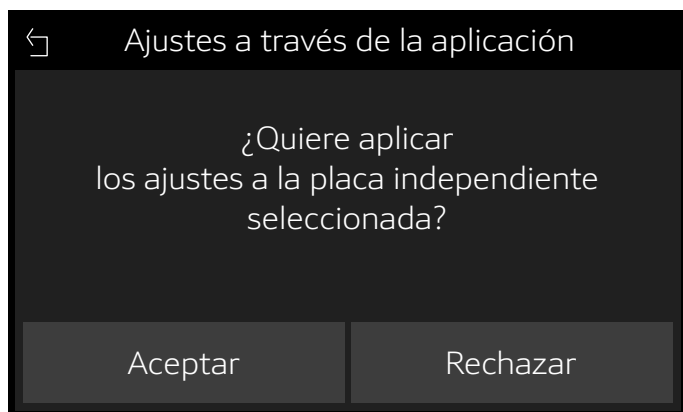 Ajustes a través de la aplicación
¿Quiere aplicar
los ajustes a la placa independiente
seleccionada?
Aceptar
Rechazar